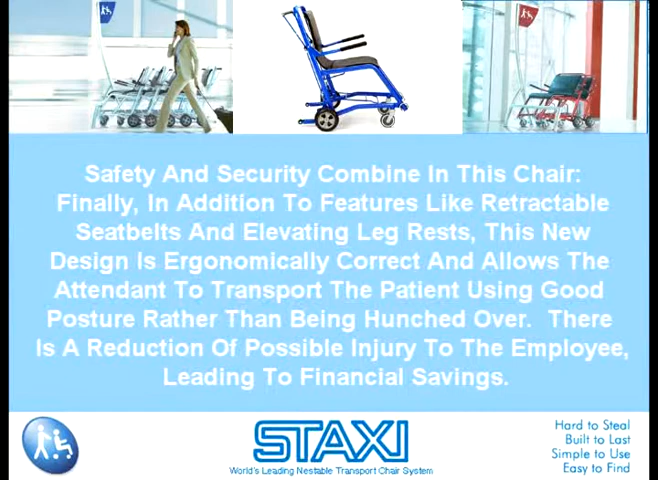 Safety And Security Combine In This Chair:
Finally, In Addition To Features Like Retractable
Seatbelts And Elevating Leg Rests, This New
Design Is Ergonomically Correct And Allows The
Attendant To Transport The Patient Using Good
Posture Rather Than Being Hunched Over. There
Is A Reduction Of Possible Injury To The Employee,
Leading To Financial Savings.
STAXI
World's Leading Nestable Transport Chair System
Hard to Steal
Built to Last
Simple to Use
Easy to Find